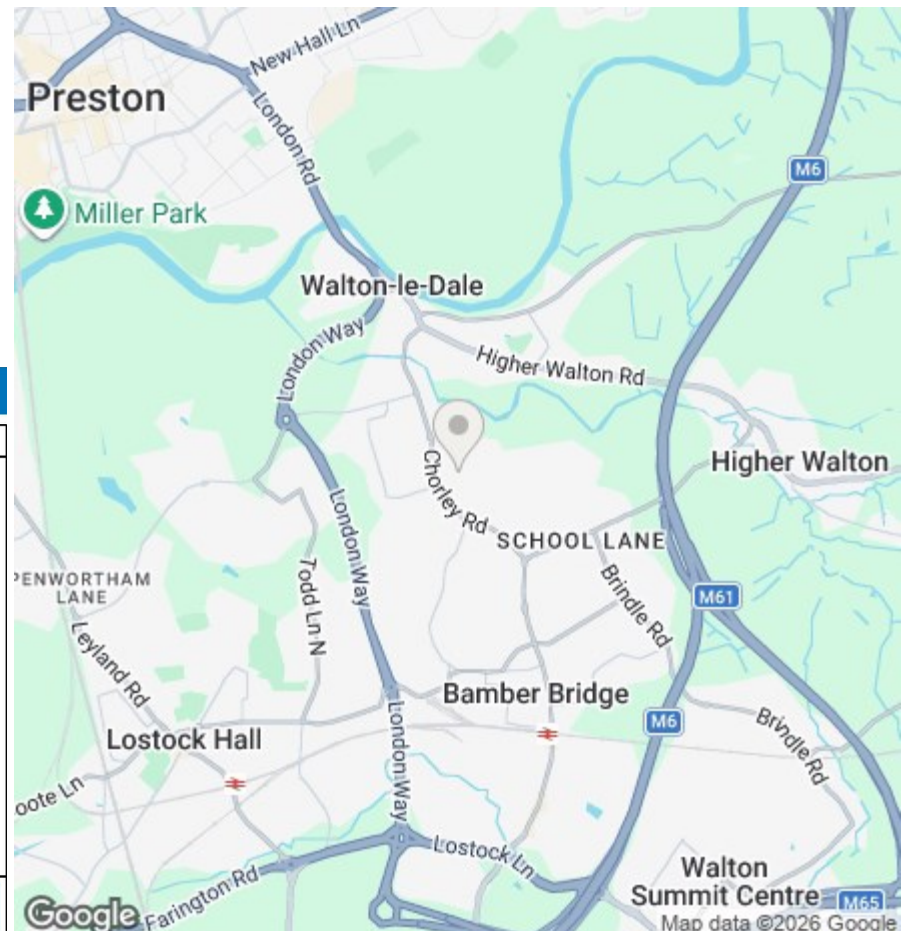 New Hall Ln
Preston
London Rd
M6
Miller Park
Walton-le-Dale
London Way
Higher Walton Rd
Higher Walton
Chorley Rd
SCHOOL LANE
London Way
Todd Ln N
PENWORTHAM
LANE
Brindle Rd
M61
Leyland Rd
Bamber Bridge
M6
Brindle Rd
London Way
Lostock Hall
oote Ln
Lostock Ln
Farington Rd
Walton
Summit Centre
M65
Google
Map data ©2026 Google